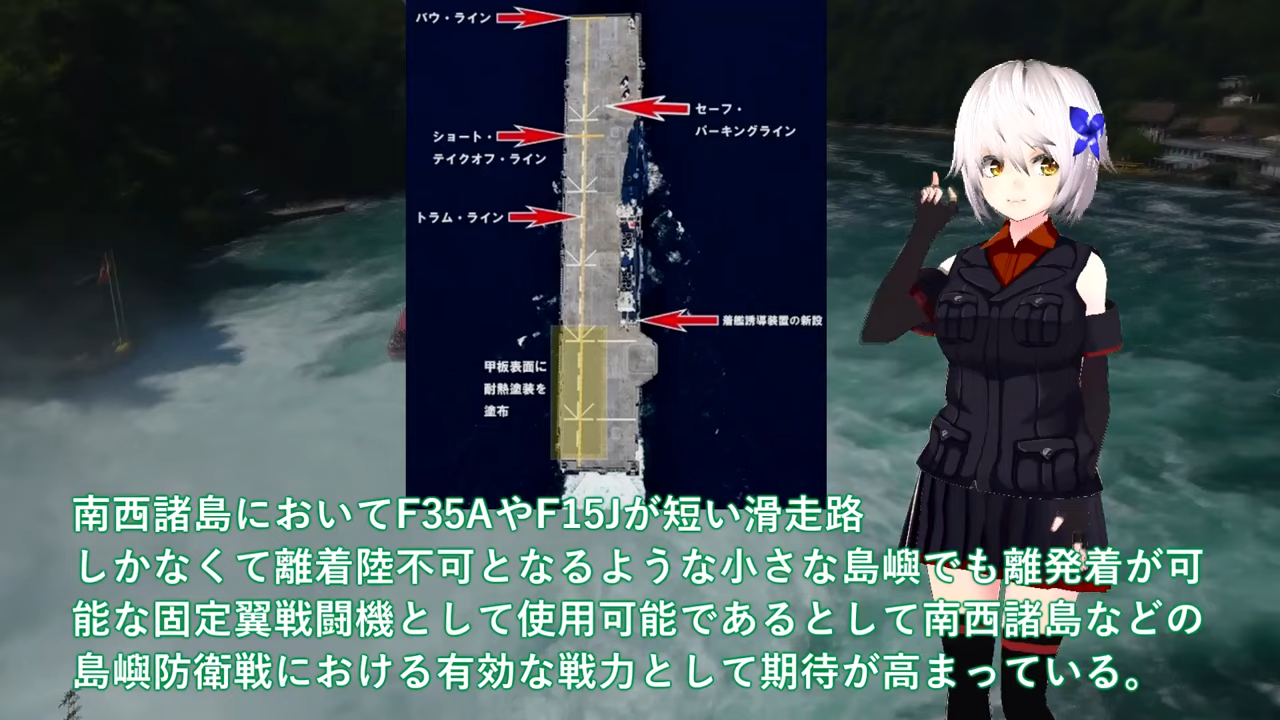 バウ・ライン
セーフ・
パーキングライン
ショート・
テイクオフ・ライン
トラム・ライン
着艦誘導装置の新設
甲板表面に
耐熱塗装を
塗布
南西諸島においてF35AやF15Jが短い滑走路
しかなくて離着陸不可となるような小さな島嶼でも離発着が可
能な固定翼戦闘機として使用可能であるとして南西諸島などの
島嶼防衛戦における有効な戦力として期待が高まっている。